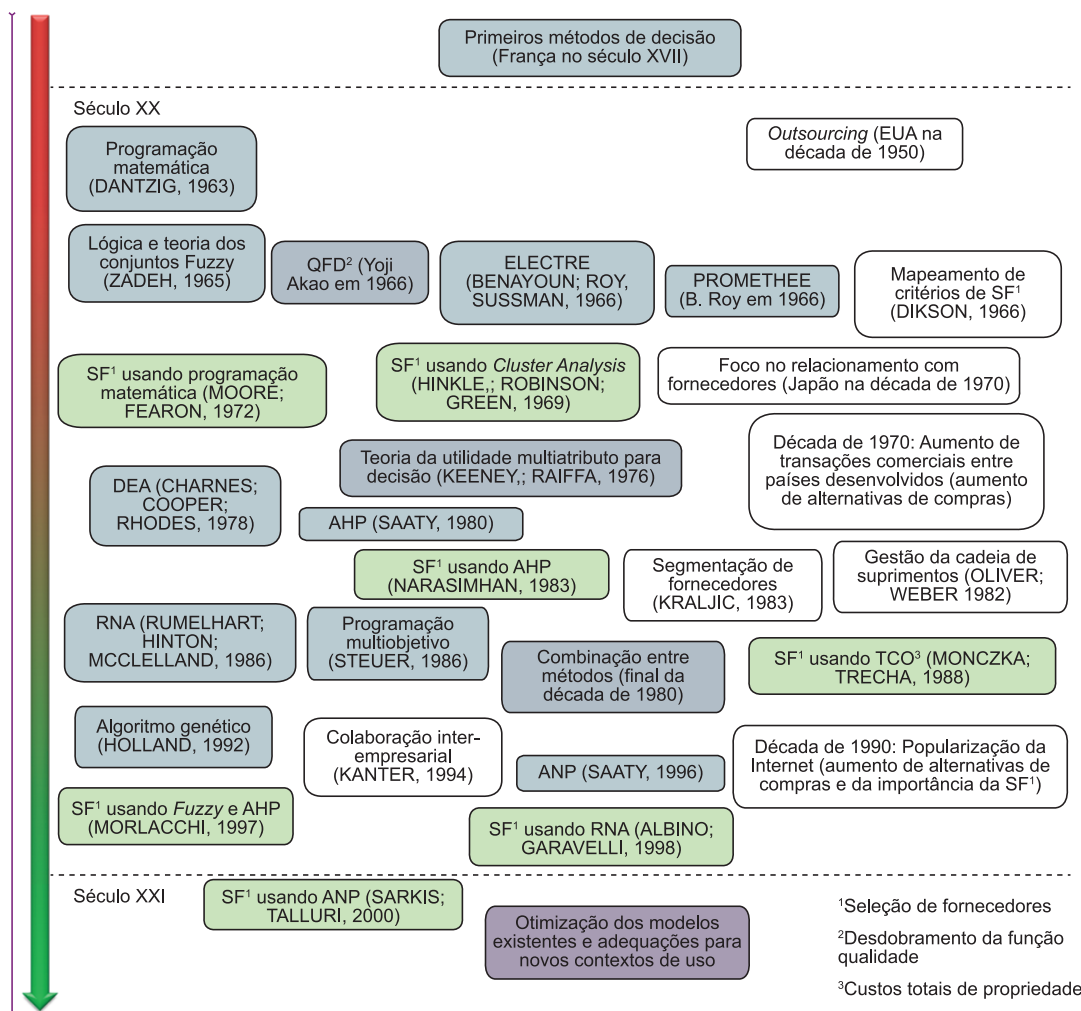 Primeiros métodos de decisão
(França no século XVII)
Século XX
Programação
matemática
(DANTZIG, 1963)
Outsourcing (EUA na
década de 1950)
Lógica e teoria dos
conjuntos Fuzzy
(ZADEH, 1965)
QFD² (Yoji
Akao em 1966)
ELECTRE
(BENAYOUN; ROY,
SUSSMAN, 1966)
PROMETHEE
(B. Roy em 1966)
Mapeamento de
critérios de SF¹
(DIKSON, 1966)
SF¹ usando programação
matemática (MOORE;
FEARON, 1972)
SF¹ usando Cluster Analysis
(HINKLE,; ROBINSON;
GREEN, 1969)
Foco no relacionamento com
fornecedores (Japão na década de 1970)
Teoria da utilidade multiatributo para
decisão (KEENEY,; RAIFFA, 1976)
Década de 1970: Aumento de
transações comerciais entre
países desenvolvidos (aumento
de alternativas de compras)
DEA (CHARNES;
COOPER;
RHODES, 1978)
AHP (SAATY, 1980)
SF¹ usando AHP
(NARASIMHAN, 1983)
Segmentação de
fornecedores
(KRALJIC, 1983)
Gestão da cadeia de
suprimentos (OLIVER;
WEBER 1982)
RNA (RUMELHART;
HINTON;
MCCLELLAND, 1986)
Programação
multiobjetivo
(STEUER, 1986)
Combinação entre
métodos (final da
década de 1980)
SF¹ usando TCO³ (MONCZKA;
TRECHA, 1988)
Algoritmo genético
(HOLLAND, 1992)
Colaboração inter-
empresarial
(KANTER, 1994)
ANP (SAATY, 1996)
Década de 1990: Popularização da
Internet (aumento de alternativas de
compras e da importância da SF¹)
SF¹ usando Fuzzy e AHP
(MORLACCHI, 1997)
SF¹ usando RNA (ALBINO;
GARAVELLI, 1998)
Século XXI
SF¹ usando ANP (SARKIS;
TALLURI, 2000)
Otimização dos modelos
existentes e adequações para
novos contextos de uso
¹Seleção de fornecedores
²Desdobramento da função
qualidade
³Custos totais de propriedade